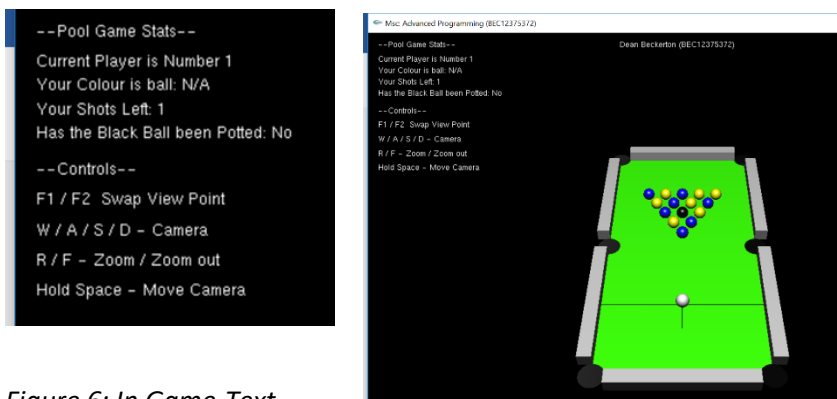 --Pool Game Stats--
Current Player is Number 1
Your Colour is ball: N/A
Your Shots Left: 1
Has the Black Ball been Potted: No
--Controls--
F1 / F2 Swap View Point
W / A / S / D - Camera
R / F - Zoom / Zoom out
Hold Space - Move Camera
Msc: Advanced Programming (BEC12375372)
--Pool Game Stats--
Dean Beckerton (BEC12375372)
Current Player is Number 1
Your Colour is ball: N/A
Your Shots Left: 1
Has the Black Ball been Potted: No
--Controls--
F1 / F2 Swap View Point
W / A / S / D - Camera
R / F - Zoom / Zoom out
Hold Space - Move Camera
Figure 6: In Game Text